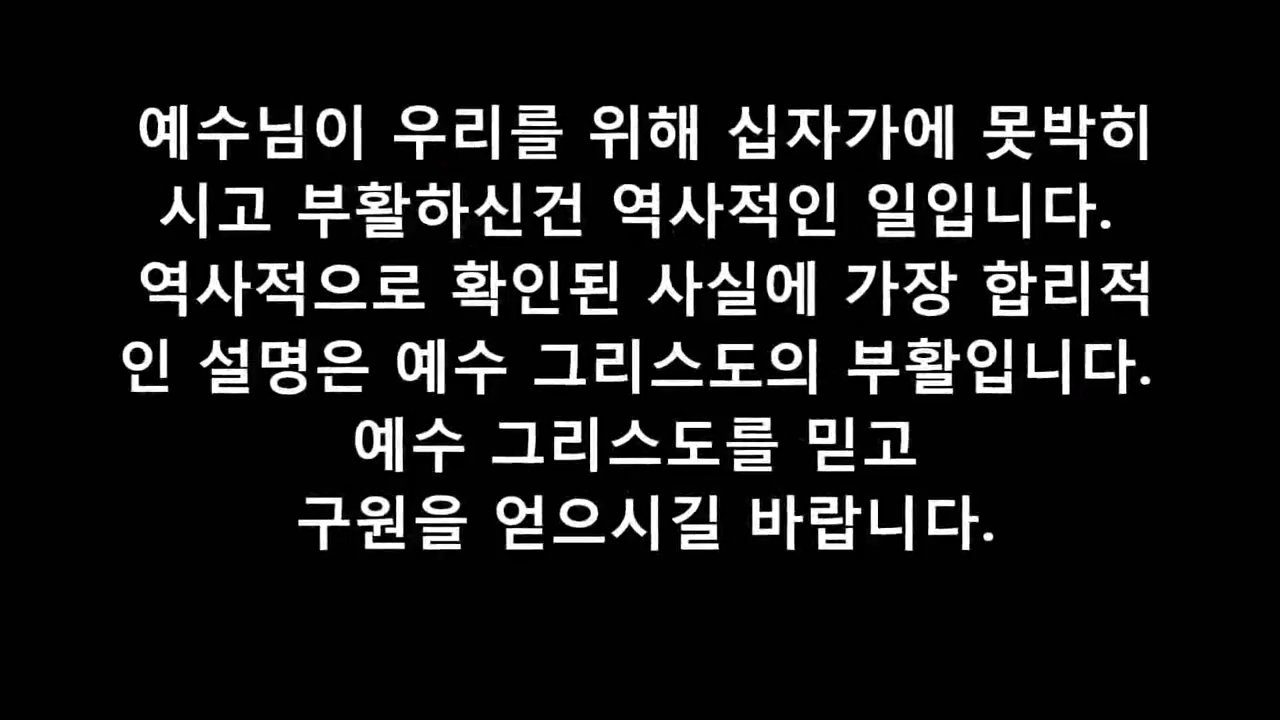 예수님이 우리를 위해 십자가에 못박히
시고 부활하신건 역사적인 일입니다.
역사적으로 확인된 사실에 가장 합리적
인 설명은 예수 그리스도의 부활입니다.
예수 그리스도를 믿고
구원을 얻으시길 바랍니다.